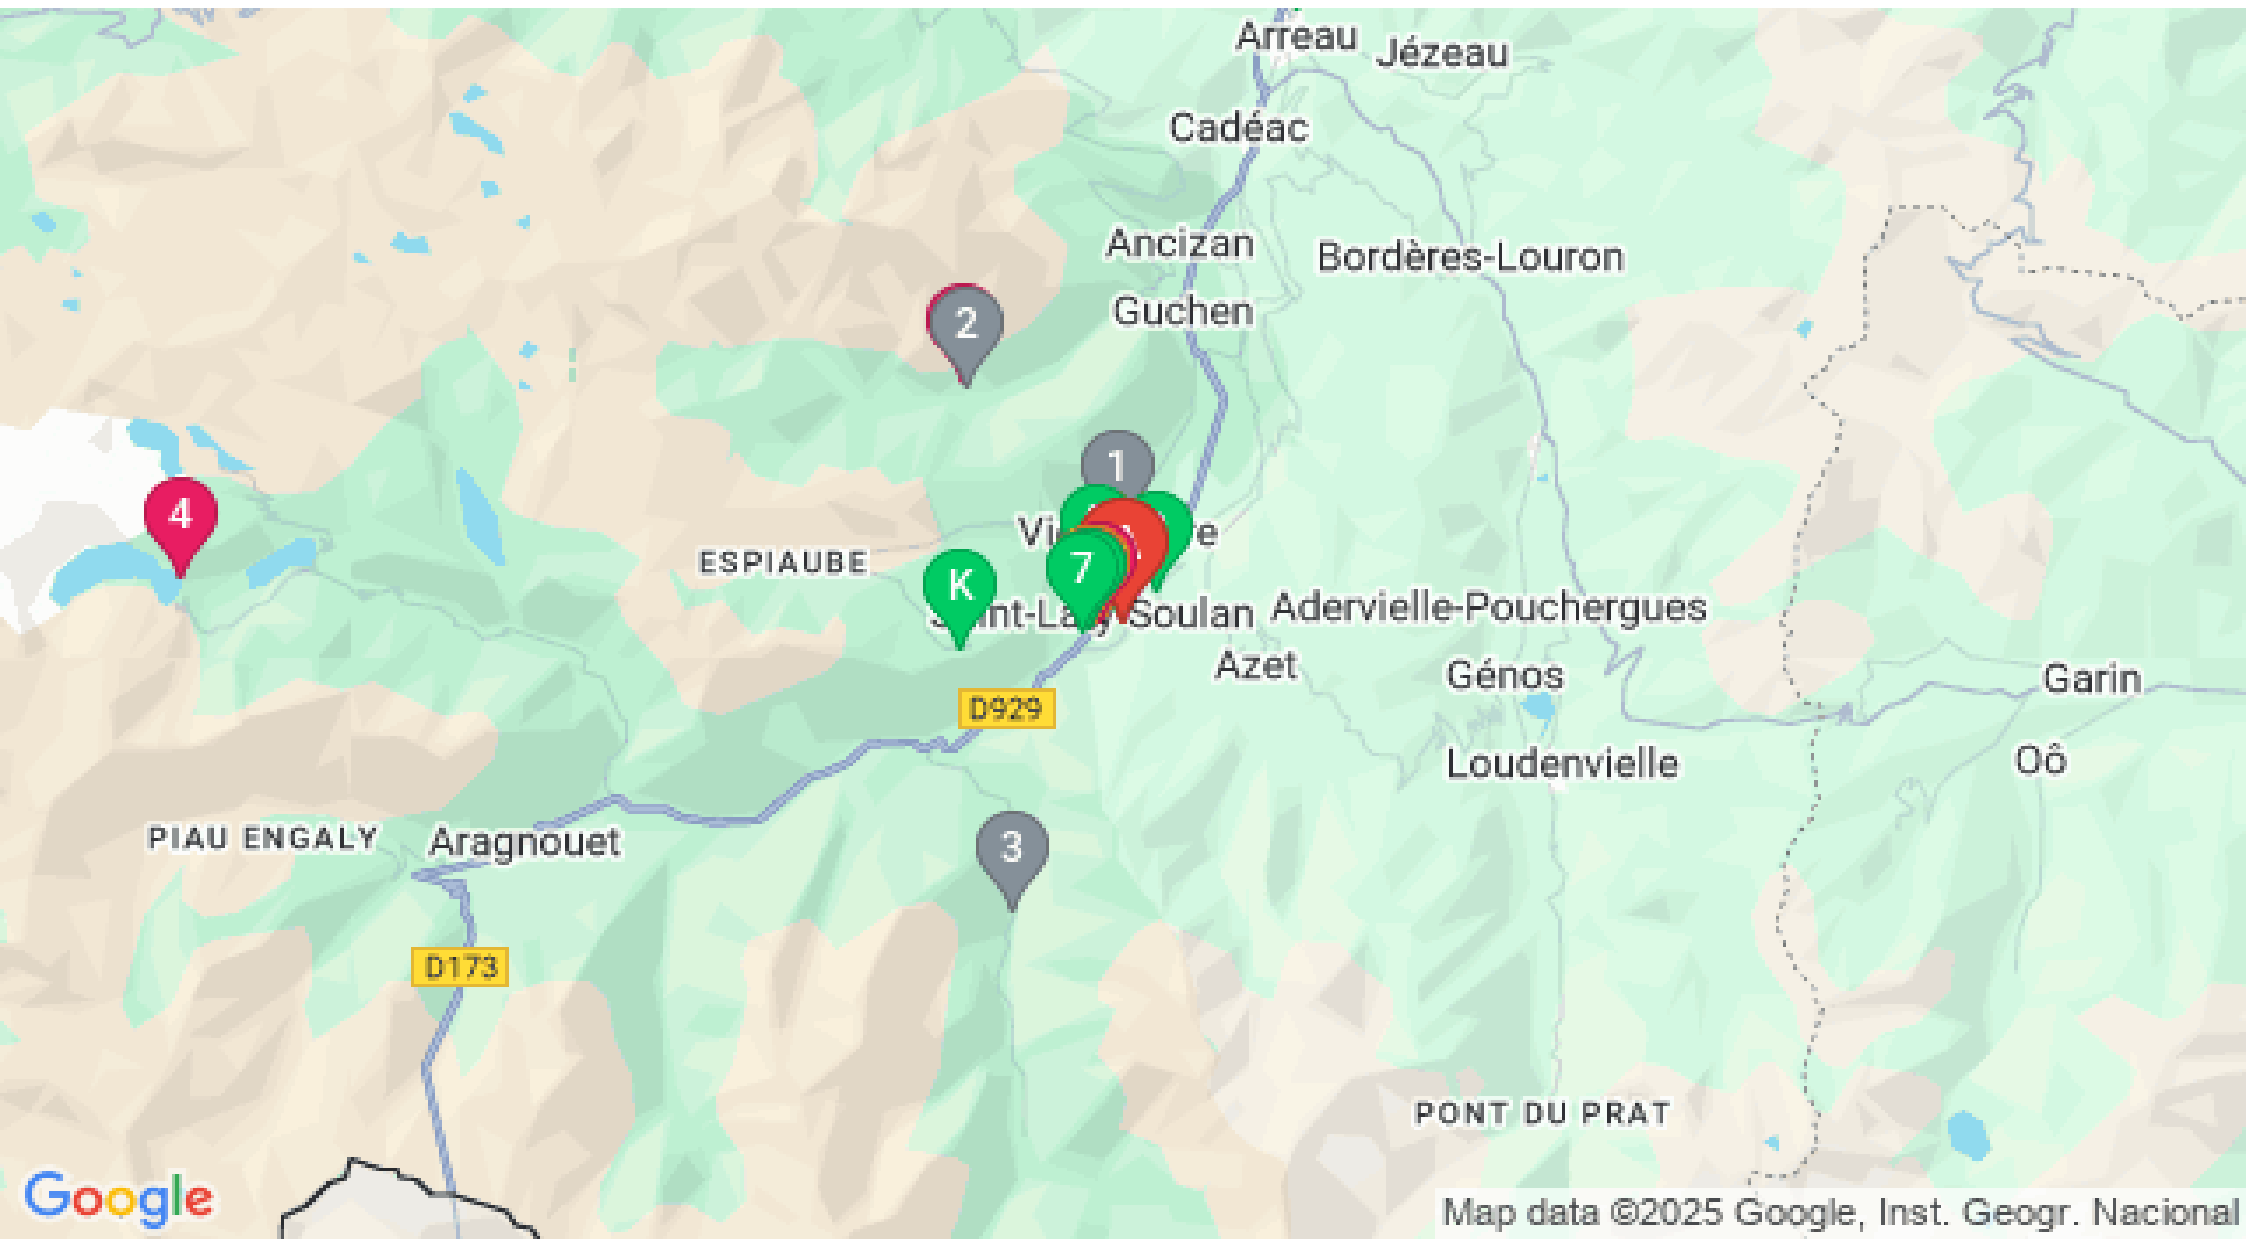 Arreau
Jézeau
Cadéac
Ancizan
Bordères-Louron
Guchen
2
1
4
ESPIAUBE
7
K
Soulan
Adervielle-Pouchergues
Azet
Génos
Garin
D929
Loudenvielle
Oô
PIAU ENGALY
Aragnouet
3
D173
PONT DU PRAT
Google
Map data ©2025 Google, Inst. Geogr. Nacional